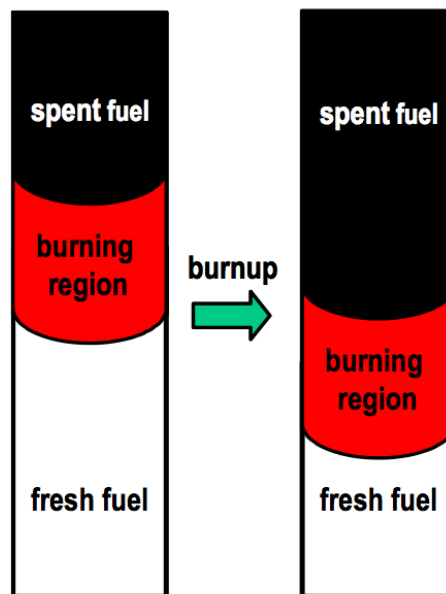 spent fuel
burning
region
fresh fuel
burnup
spent fuel
burning
region
fresh fuel